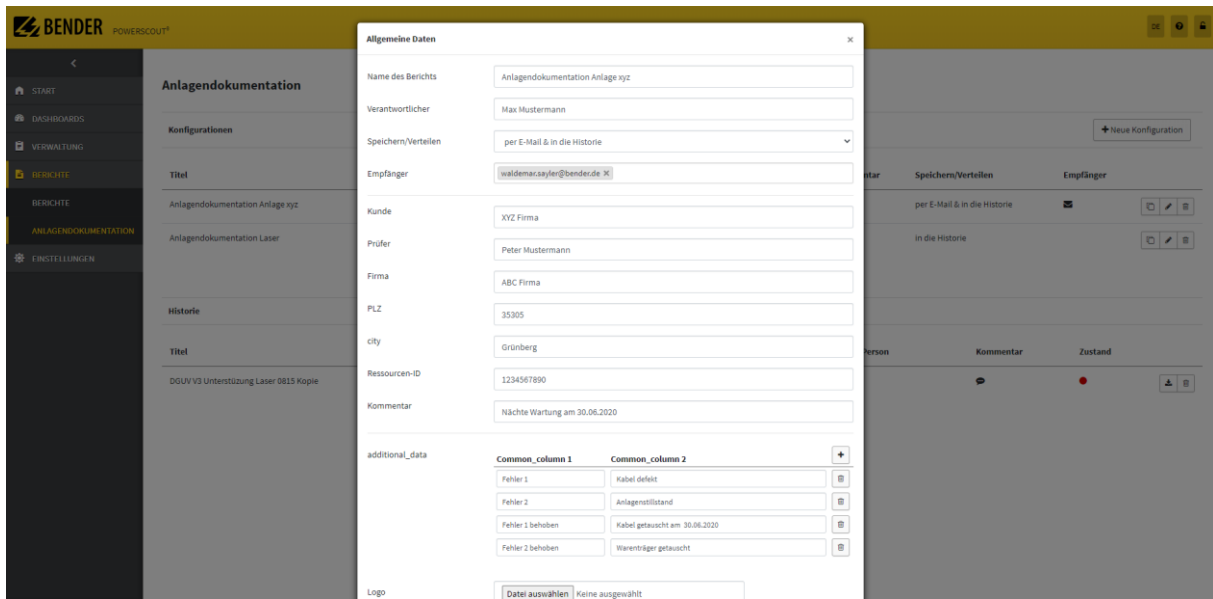 BENDER POWERSCOUT®
DE
Allgemeine Daten ×
START
DASHBOARDS
VERWALTUNG
BERICHTE
BERICHTE
ANLAGENDOKUMENTATION
EINSTELLUNGEN
Anlagendokumentation
Konfigurationen
Neue Konfiguration
Titel
ntar Speichern/Verteilen Empfänger
Anlagendokumentation Anlage xyz
per E-Mail & in die Historie
Anlagendokumentation Laser
in die Historie
Historie
Titel
Person Kommentar Zustand
DGUV V3 Unterstüzung Laser 0815 Kopie
Name des Berichts Anlagendokumentation Anlage xyz
Verantwortlicher Max Mustermann
Speichern/Verteilen per E-Mail & in die Historie
Empfänger waldemar.sayler@bender.de ×
Kunde XYZ Firma
Prüfer Peter Mustermann
Firma ABC Firma
PLZ 35305
city Grünberg
Ressourcen-ID 1234567890
Kommentar Nächte Wartung am 30.06.2020
additional_data Common_column 1 Common_column 2 +
Fehler 1 Kabel defekt
Fehler 2 Anlagenstillstand
Fehler 1 behoben Kabel getauscht am 30.06.2020
Fehler 2 behoben Warenträger getauscht
Logo Datei auswählen Keine ausgewählt